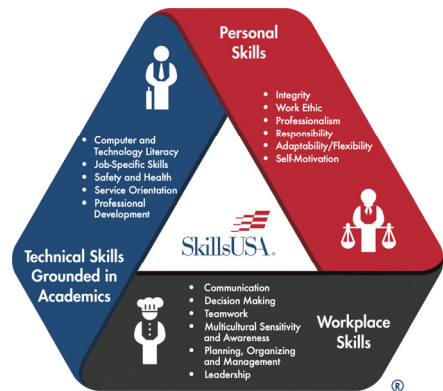 Personal
Skills
• Integrity
• Work Ethic
• Professionalism
• Responsibility
• Adaptability/Flexibility
• Self-Motivation
• Computer and
Technology Literacy
• Job-Specific Skills
• Safety and Health
• Service Orientation
• Professional
Development
Technical Skills
Grounded in
Academics
SkillsUSA®
• Communication
• Decision Making
• Teamwork
• Multicultural Sensitivity
and Awareness
• Planning, Organizing
and Management
• Leadership
Workplace
Skills
®